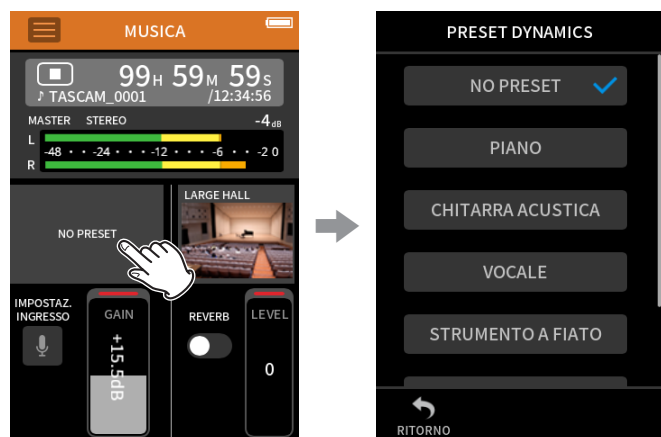 MUSICA
99H 59M 59S
♪ TASCAM_0001 /12:34:56
MASTER STEREO -4dB
L
-48 · · -24 · · · -12 · · · -6 · · -2 0
R
NO PRESET
LARGE HALL
IMPOSTAZ.
INGRESSO
GAIN
+15.5dB
REVERB
LEVEL
0
PRESET DYNAMICS
NO PRESET
PIANO
CHITARRA ACUSTICA
VOCALE
STRUMENTO A FIATO
RITORNO